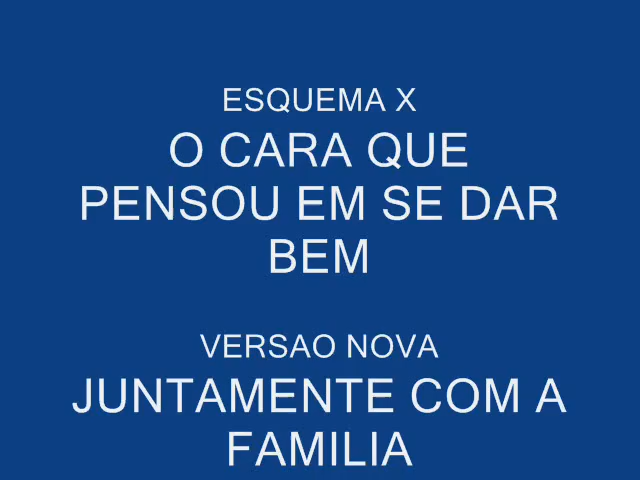 ESQUEMA X
O CARA QUE
PENSOU EM SE DAR
BEM
VERSAO NOVA
JUNTAMENTE COM A
FAMILIA